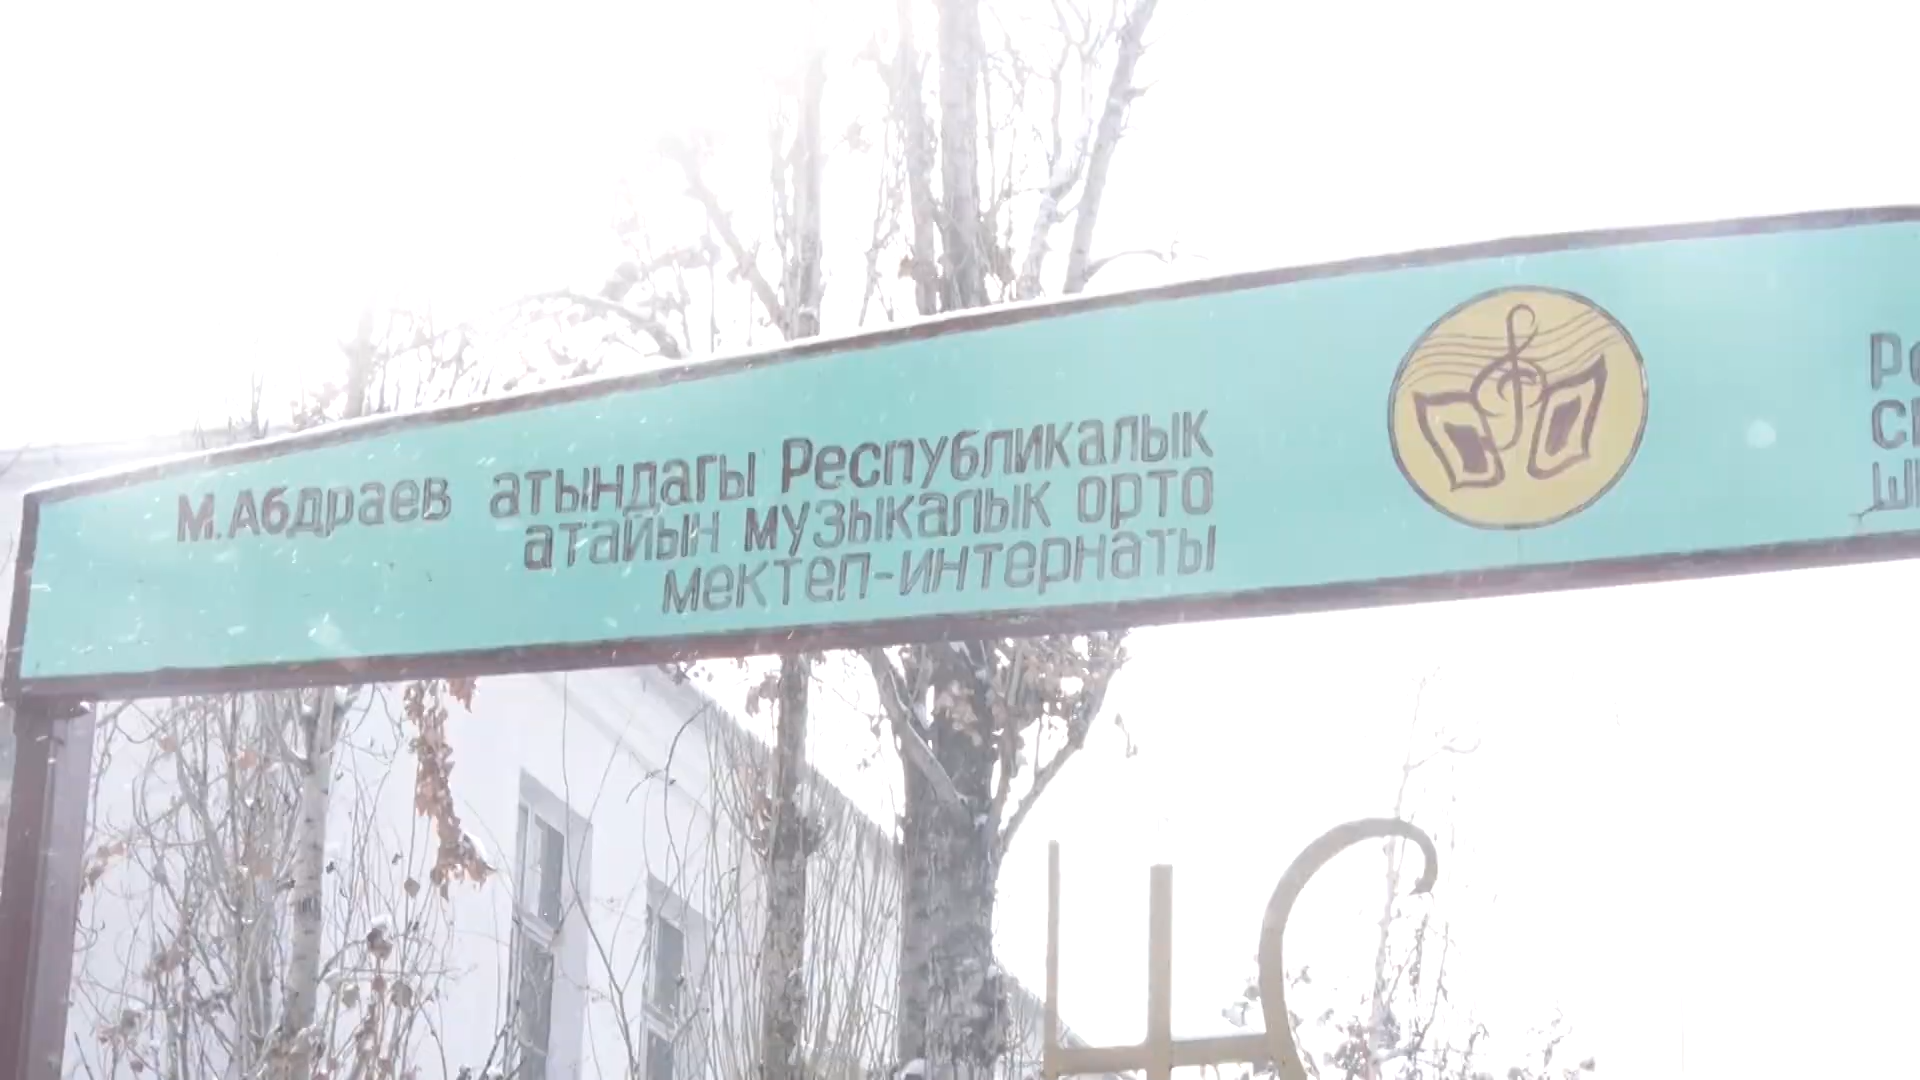 М.Абдраев атындагы Республикалык
атайын музыкалык орто
мектеп-интернаты